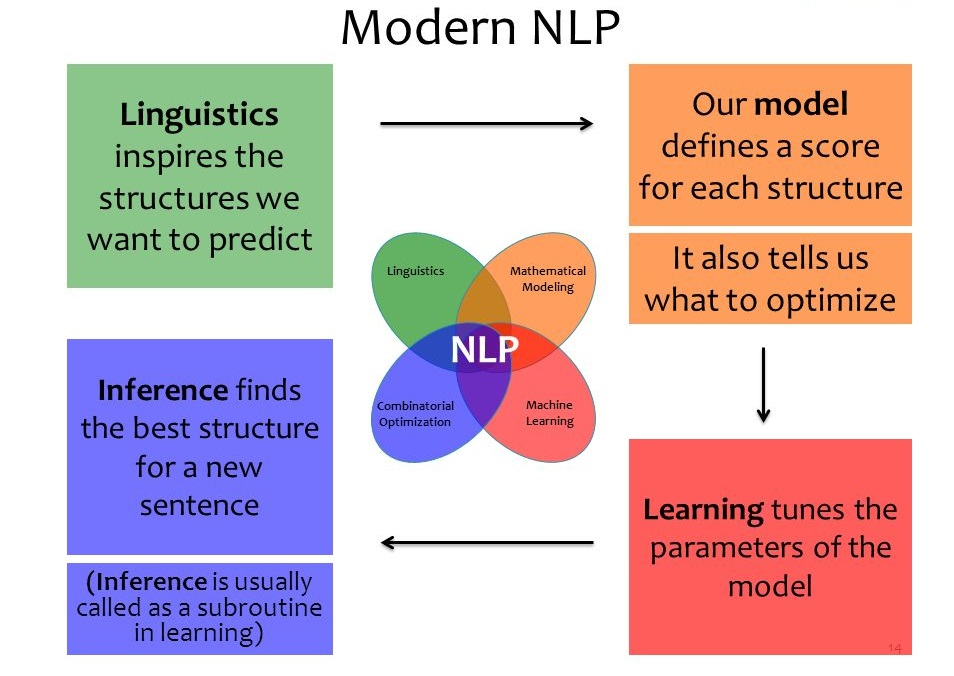 Modern NLP
Linguistics
inspires the
structures we
want to predict
Our model
defines a score
for each structure
It also tells us
what to optimize
Linguistics
Mathematical
Modeling
NLP
Combinatorial
Optimization
Machine
Learning
Learning tunes the
parameters of the
model
Inference finds
the best structure
for a new
sentence
(Inference is usually
called as a subroutine
in learning)
14